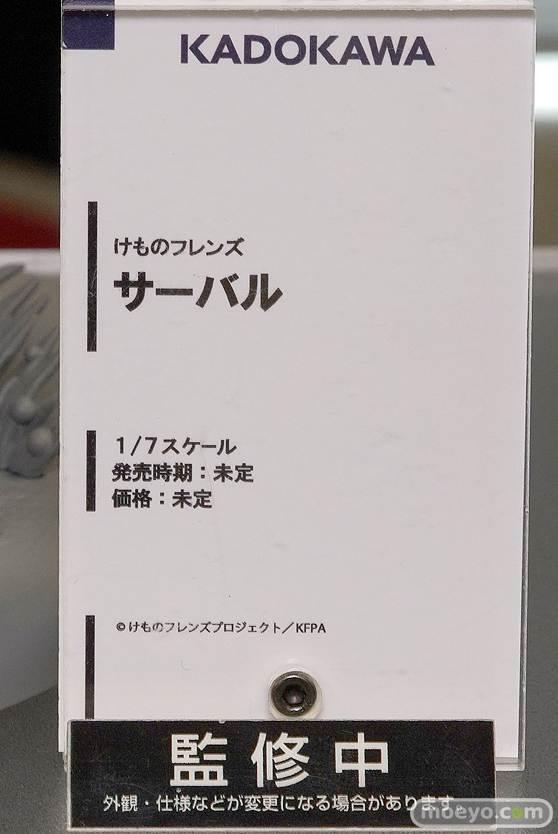 KADOKAWA
けものフレンズ
サーバル
1/7スケール
発売時期：未定
価格：未定
©けものフレンズプロジェクト／KFPA
監修中
外観・仕様などが変更になる場合があります。
moeyo.com